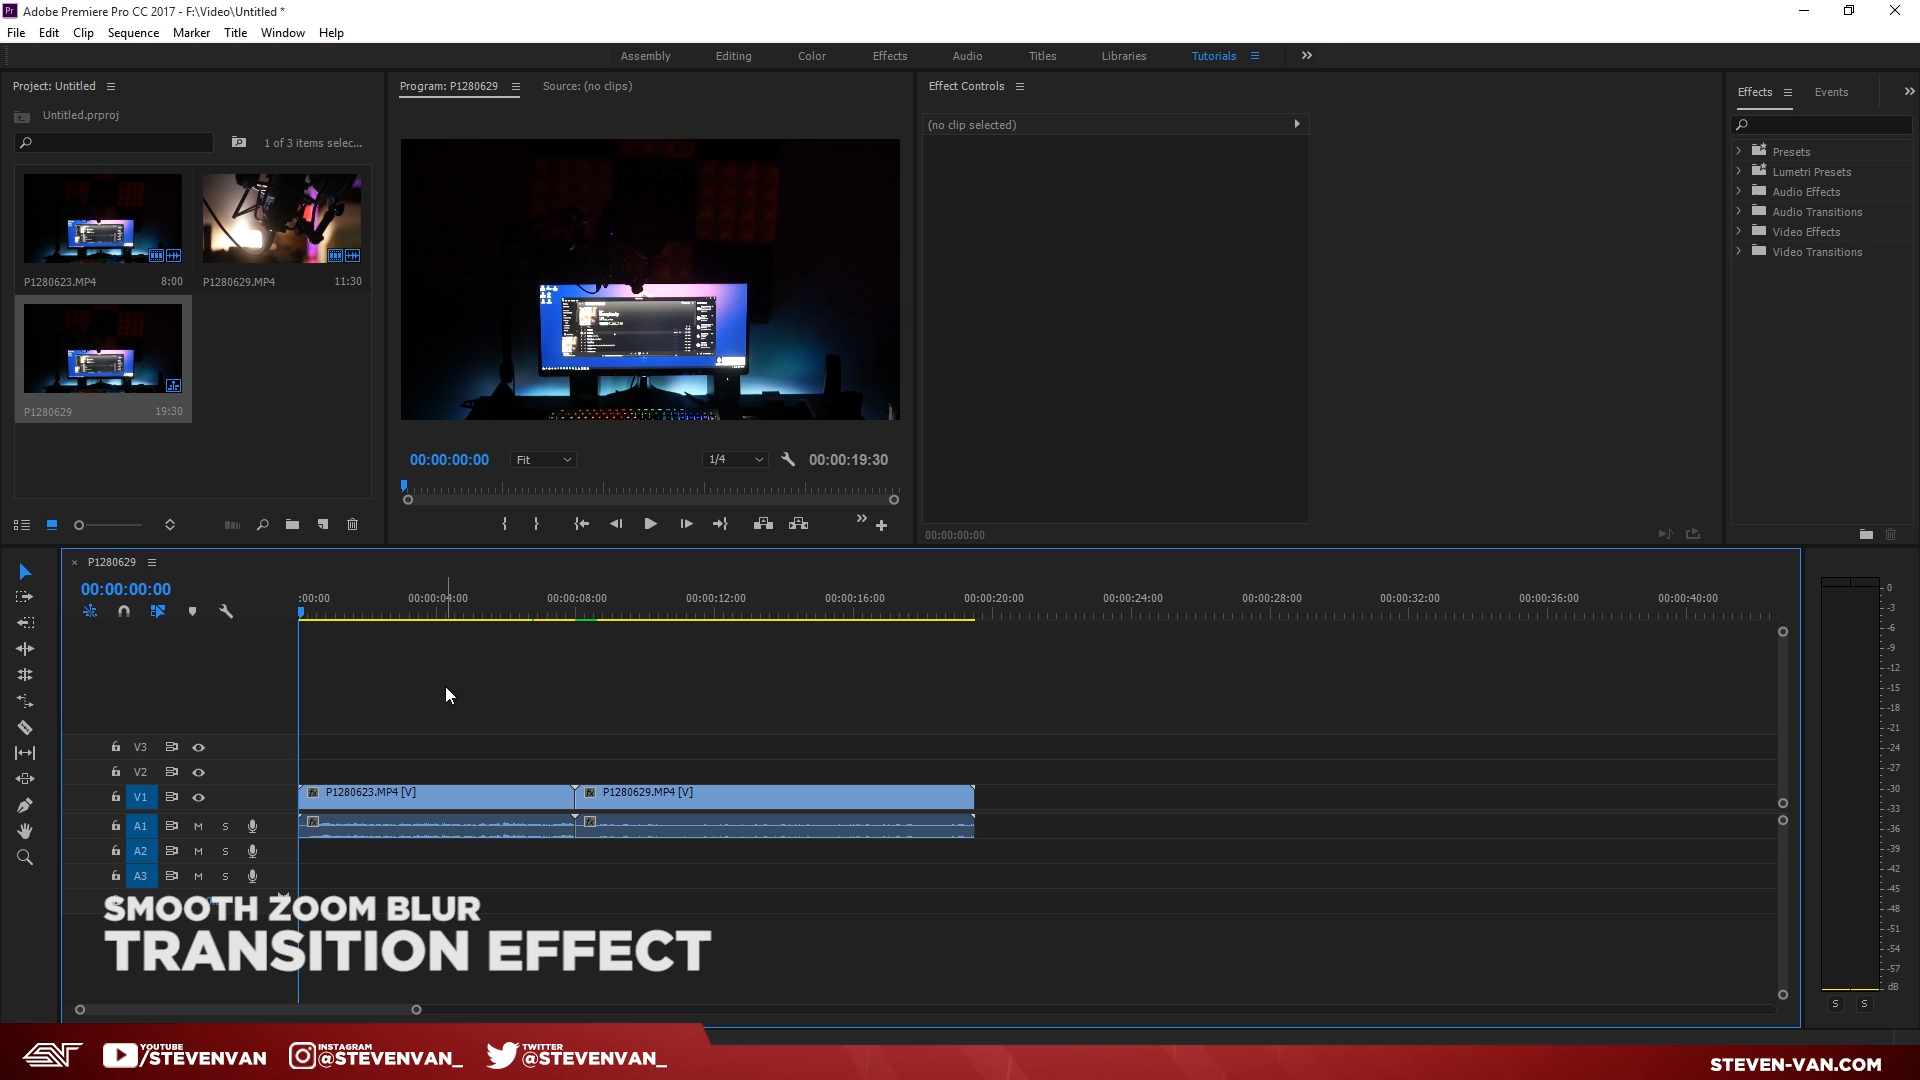 Adobe Premiere Pro CC 2017 - F:\Video\Untitled *
File Edit Clip Sequence Marker Title Window Help
Assembly Editing Color Effects Audio Titles Libraries Tutorials
Project: Untitled
Untitled.prproj
1 of 3 items selec...
P1280623.MP4 8:00
P1280629.MP4 11:30
P1280629 19:30
Program: P1280629 Source: (no clips)
00:00:00:00 Fit 1/4 00:00:19:30
Effect Controls
(no clip selected)
00:00:00:00
Effects Events
Presets
Lumetri Presets
Audio Effects
Audio Transitions
Video Effects
Video Transitions
P1280629
00:00:00:00
:00:00 00:00:04:00 00:00:08:00 00:00:12:00 00:00:16:00 00:00:20:00 00:00:24:00 00:00:28:00 00:00:32:00 00:00:36:00 00:00:40:00
V3
V2
V1 P1280623.MP4 [V] P1280629.MP4 [V]
A1 M S
A2 M S
A3 M S
0
-3
-6
-9
-12
-15
-18
-21
-24
-27
-30
-33
-36
-39
-42
-45
-48
-51
-54
-57
dB
S S
SMOOTH ZOOM BLUR
TRANSITION EFFECT
YOUTUBE
/STEVENVAN
INSTAGRAM
@STEVENVAN_
TWITTER
@STEVENVAN_
STEVEN-VAN.COM